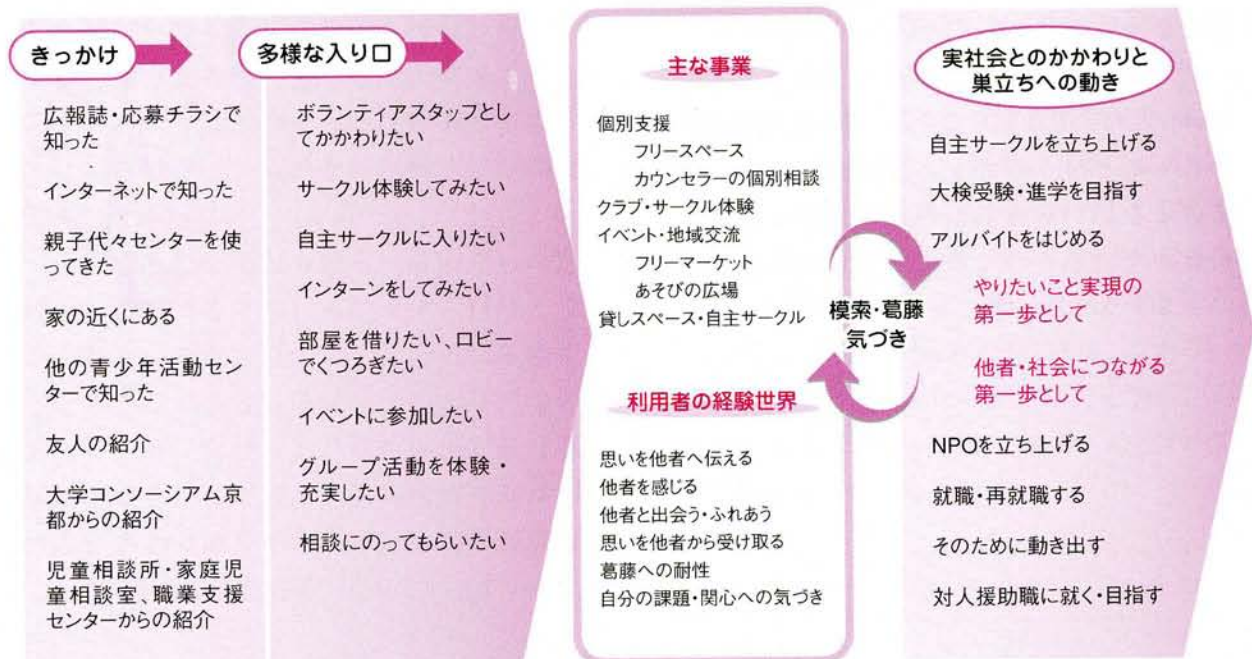 きっかけ
広報誌・応募チラシで
知った
インターネットで知った
親子代々センターを使
ってきた
家の近くにある
他の青少年活動セン
ターで知った
友人の紹介
大学コンソーシアム京
都からの紹介
児童相談所・家庭児
童相談室、職業支援
センターからの紹介
多様な入り口
ボランティアスタッフとし
てかかわりたい
サークル体験してみたい
自主サークルに入りたい
インターンをしてみたい
部屋を借りたい、ロビー
でくつろぎたい
イベントに参加したい
グループ活動を体験・
充実したい
相談にのってもらいたい
主な事業
個別支援
フリースペース
カウンセラーの個別相談
クラブ・サークル体験
イベント・地域交流
フリーマーケット
あそびの広場
貸しスペース・自主サークル
利用者の経験世界
思いを他者へ伝える
他者を感じる
他者と出会う・ふれあう
思いを他者から受け取る
葛藤への耐性
自分の課題・関心への気づき
模索・葛藤
気づき
実社会とのかかわりと
巣立ちへの動き
自主サークルを立ち上げる
大検受験・進学を目指す
アルバイトをはじめる
やりたいこと実現の
第一歩として
他者・社会につながる
第一歩として
NPOを立ち上げる
就職・再就職する
そのために動き出す
対人援助職に就く・目指す